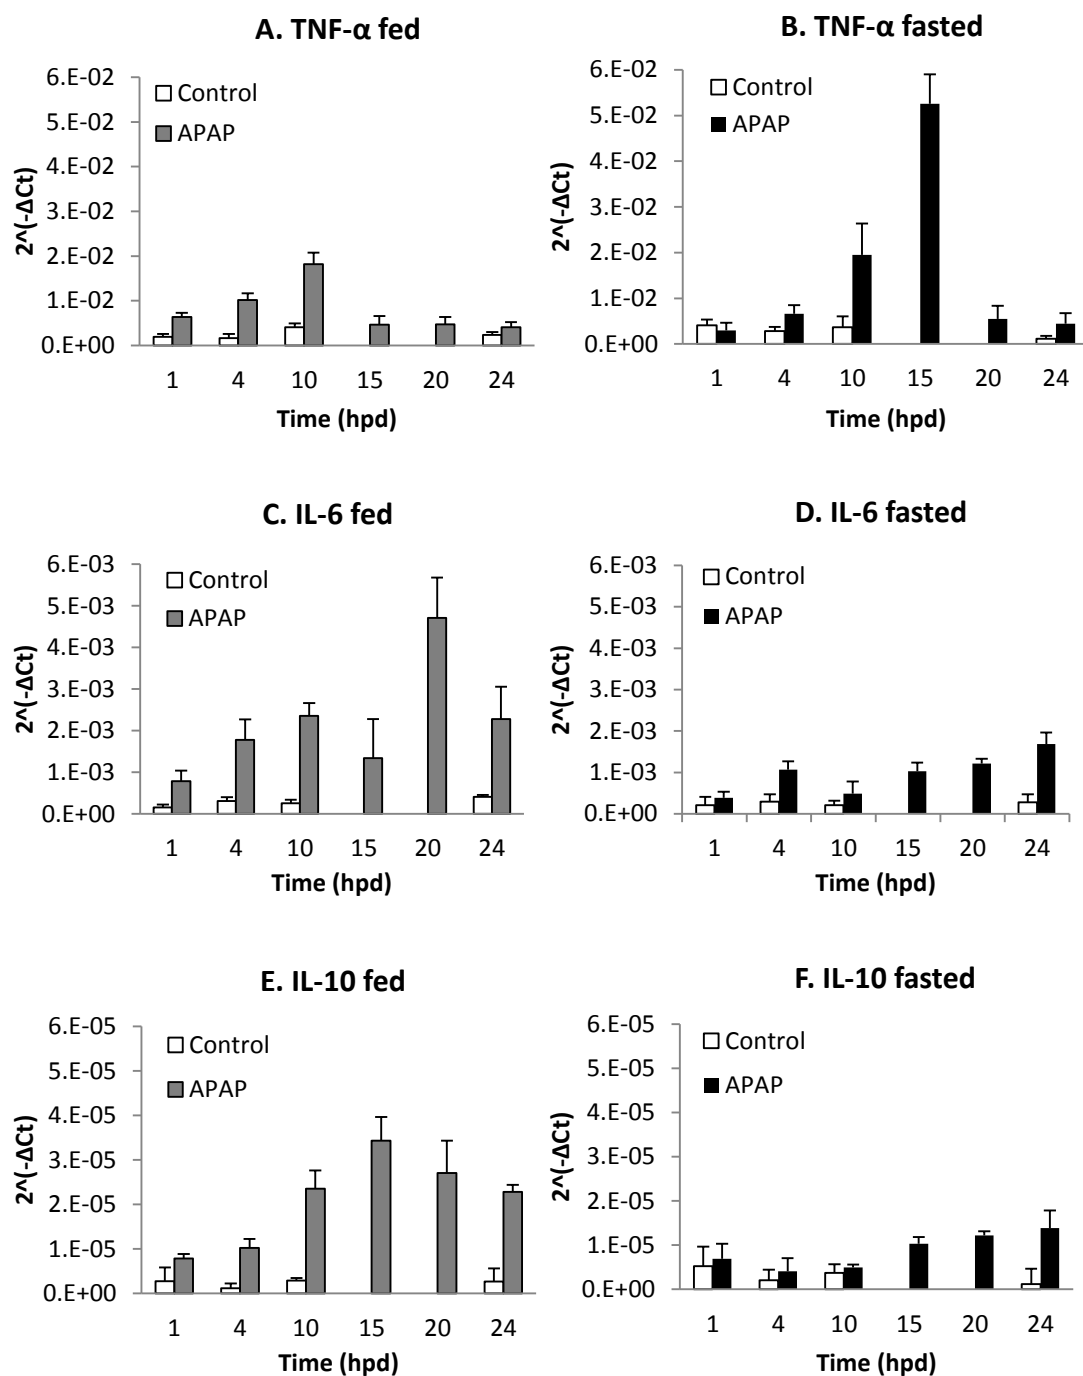 A. TNF-α fed
6.E-02
5.E-02
4.E-02
3.E-02
2.E-02
1.E-02
0.E+00
2^(-ΔCt)
Control
APAP
1 4 10 15 20 24
Time (hpd)
B. TNF-α fasted
6.E-02
5.E-02
4.E-02
3.E-02
2.E-02
1.E-02
0.E+00
2^(-ΔCt)
Control
APAP
1 4 10 15 20 24
Time (hpd)
C. IL-6 fed
6.E-03
5.E-03
4.E-03
3.E-03
2.E-03
1.E-03
0.E+00
2^(-ΔCt)
Control
APAP
1 4 10 15 20 24
Time (hpd)
D. IL-6 fasted
6.E-03
5.E-03
4.E-03
3.E-03
2.E-03
1.E-03
0.E+00
2^(-ΔCt)
Control
APAP
1 4 10 15 20 24
Time (hpd)
E. IL-10 fed
6.E-05
5.E-05
4.E-05
3.E-05
2.E-05
1.E-05
0.E+00
2^(-ΔCt)
Control
APAP
1 4 10 15 20 24
Time (hpd)
F. IL-10 fasted
6.E-05
5.E-05
4.E-05
3.E-05
2.E-05
1.E-05
0.E+00
2^(-ΔCt)
Control
APAP
1 4 10 15 20 24
Time (hpd)